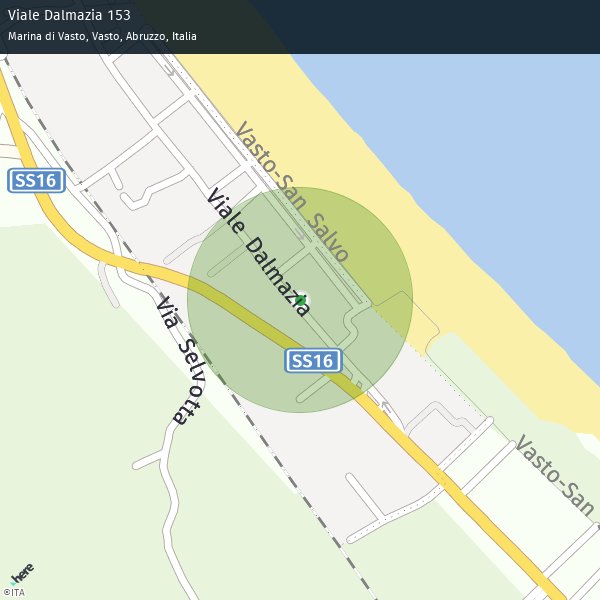 Viale Dalmazia 153
Marina di Vasto, Vasto, Abruzzo, Italia
Vasto-San Salvo
SS16
Viale Dalmazia
Via Selvotta
SS16
Vasto-San
here
©ITA